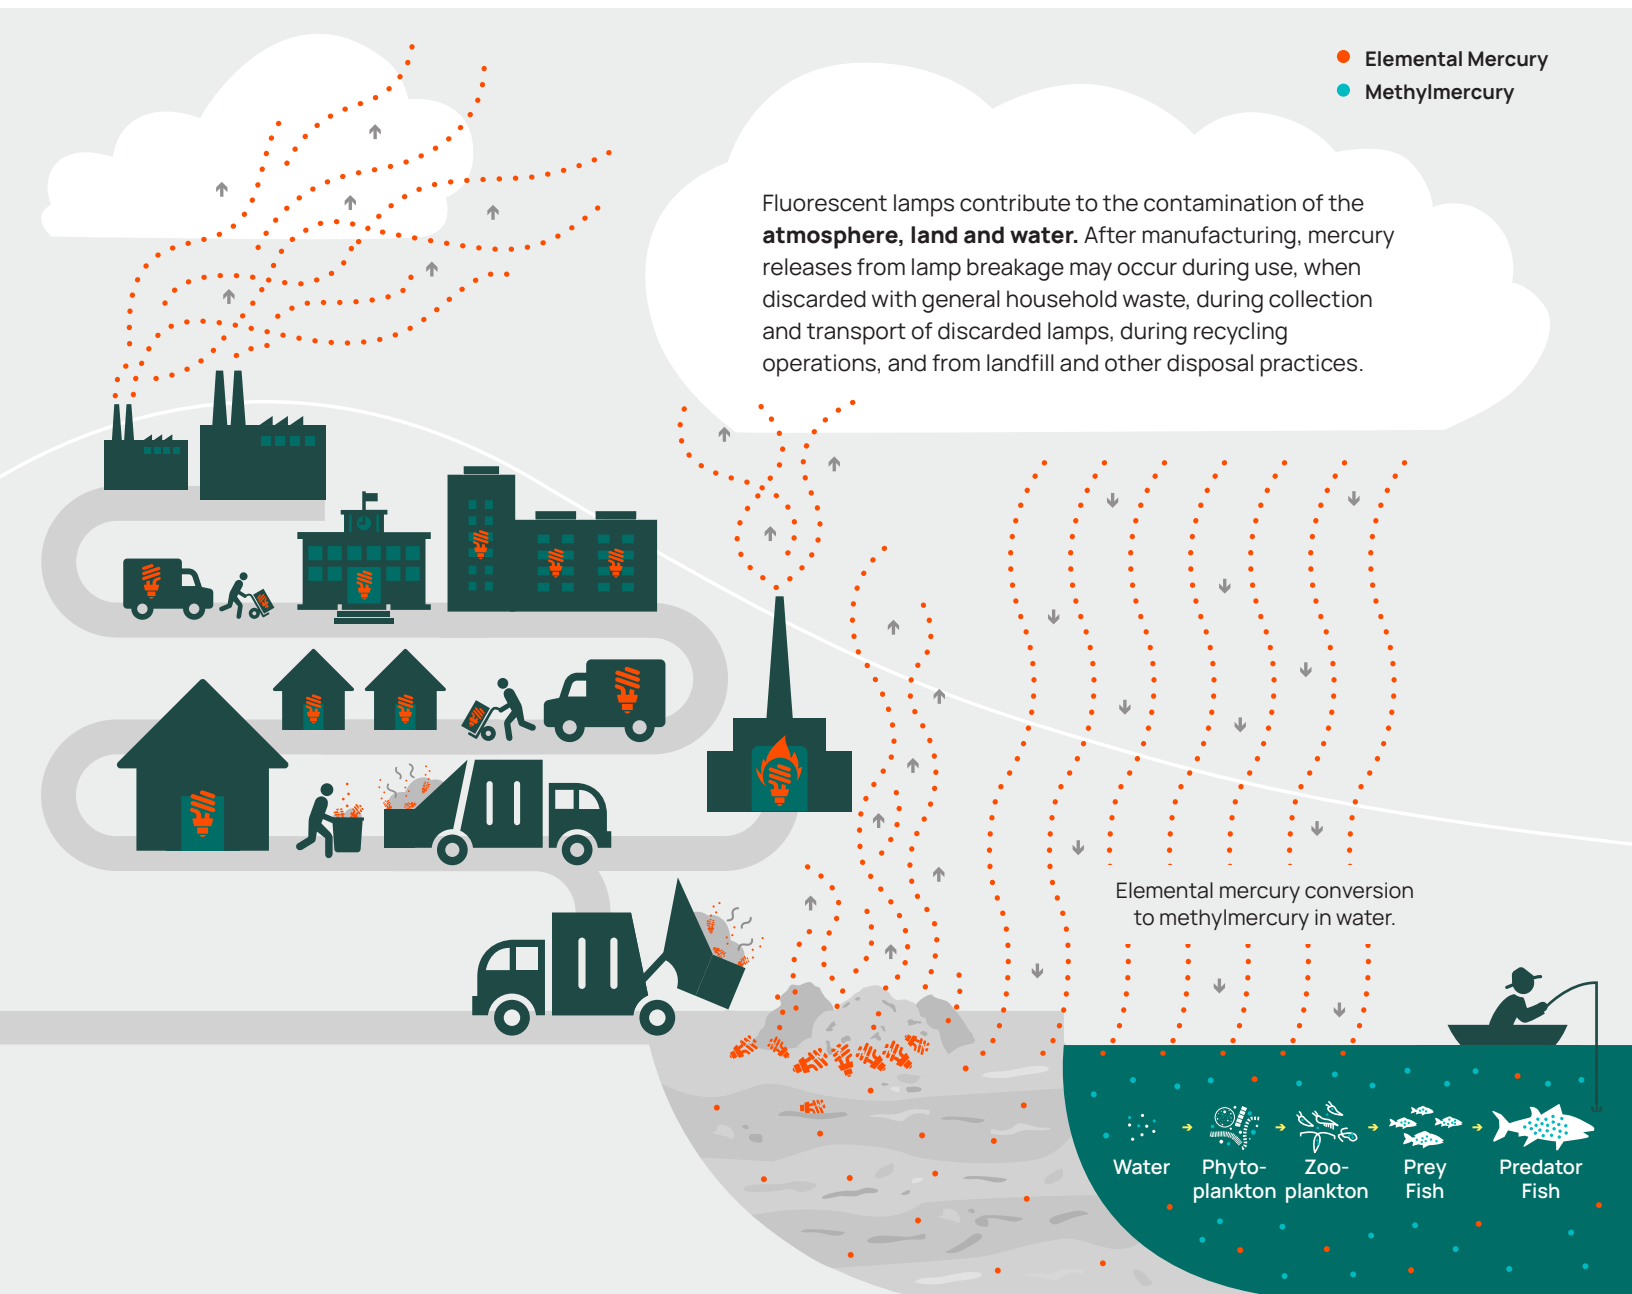 Elemental Mercury
Methylmercury
Fluorescent lamps contribute to the contamination of the
atmosphere, land and water. After manufacturing, mercury
releases from lamp breakage may occur during use, when
discarded with general household waste, during collection
and transport of discarded lamps, during recycling
operations, and from landfill and other disposal practices.
Elemental mercury conversion
to methylmercury in water.
Water
Phyto-
plankton
Zoo-
plankton
Prey
Fish
Predator
Fish